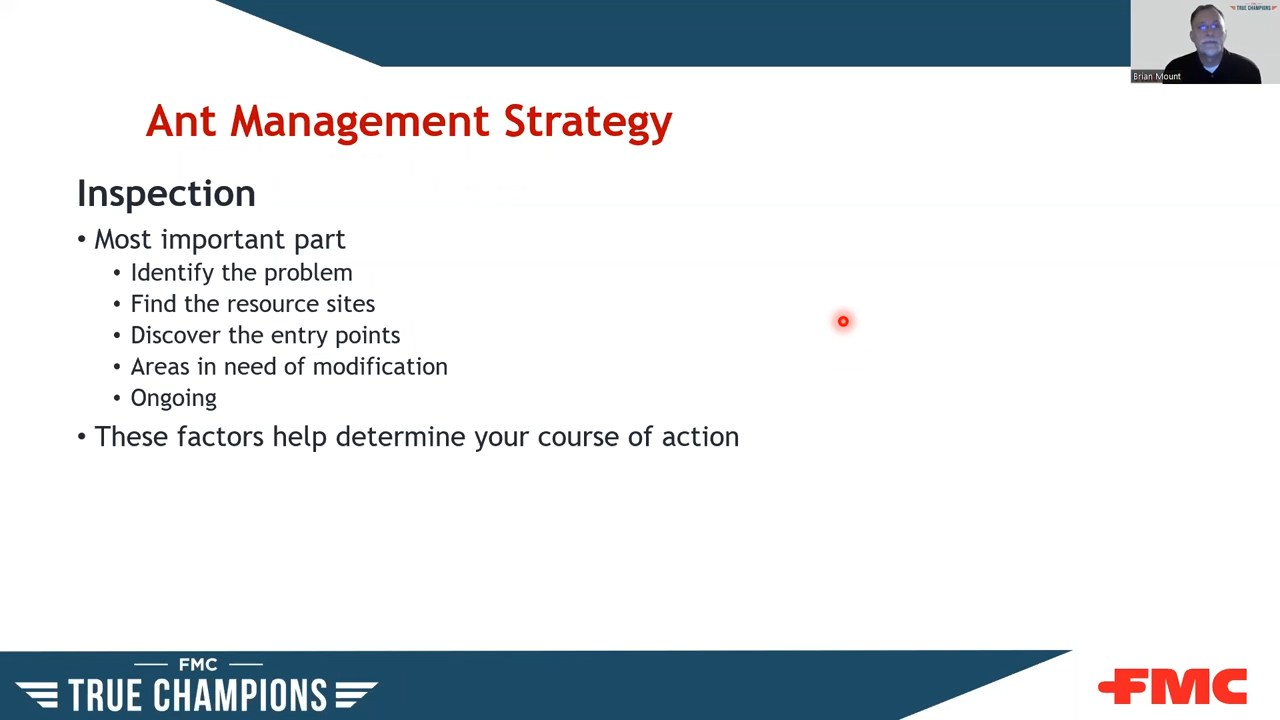 TRUE CHAMPIONS
Brian Mount
Ant Management Strategy
Inspection
• Most important part
• Identify the problem
• Find the resource sites
• Discover the entry points
• Areas in need of modification
• Ongoing
• These factors help determine your course of action
FMC
TRUE CHAMPIONS
FMC